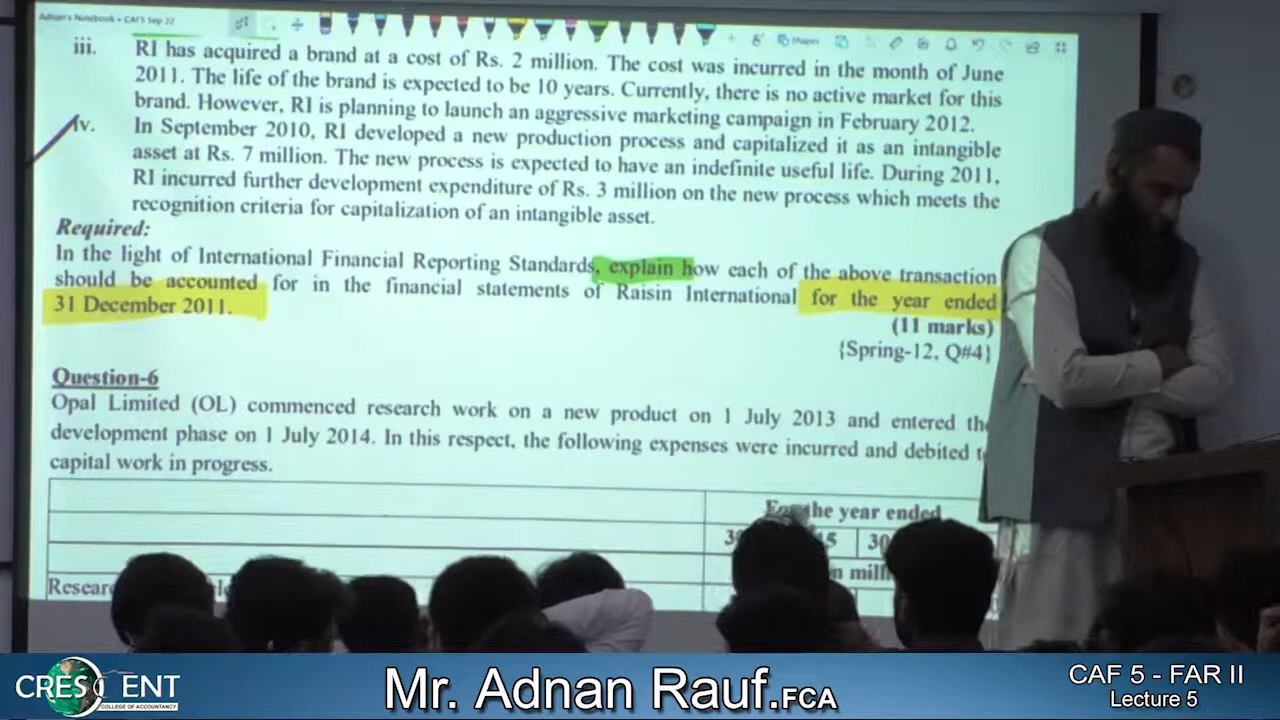 Adnan's Notebook • CAF5 Sep 22
Shapes
iii. RI has acquired a brand at a cost of Rs. 2 million. The cost was incurred in the month of June
2011. The life of the brand is expected to be 10 years. Currently, there is no active market for this
brand. However, RI is planning to launch an aggressive marketing campaign in February 2012.
iv. In September 2010, RI developed a new production process and capitalized it as an intangible
asset at Rs. 7 million. The new process is expected to have an indefinite useful life. During 2011,
RI incurred further development expenditure of Rs. 3 million on the new process which meets the
recognition criteria for capitalization of an intangible asset.
Required:
In the light of International Financial Reporting Standards, explain how each of the above transaction
should be accounted for in the financial statements of Raisin International for the year ended
31 December 2011.
(11 marks)
{Spring-12, Q#4}
Question-6
Opal Limited (OL) commenced research work on a new product on 1 July 2013 and entered the
development phase on 1 July 2014. In this respect, the following expenses were incurred and debited t
capital work in progress.
For the year ended
30
in milli
Resear
CRESCENT
COLLEGE OF ACCOUNTANCY
Mr. Adnan Rauf.FCA
CAF 5 - FAR II
Lecture 5